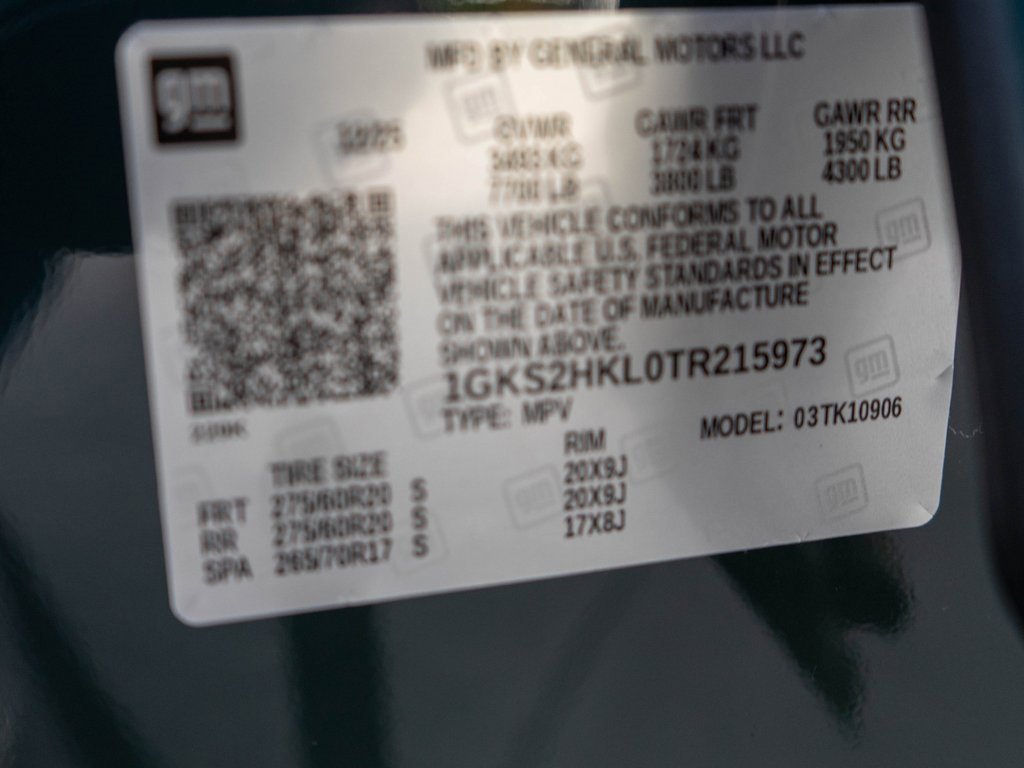 gm
MFD BY GENERAL MOTORS LLC
GVWR GAWR FRT GAWR RR
KG 1724 KG 1950 KG
7700 LB 3800 LB 4300 LB
THIS VEHICLE CONFORMS TO ALL
APPLICABLE U.S. FEDERAL MOTOR
VEHICLE SAFETY STANDARDS IN EFFECT
ON THE DATE OF MANUFACTURE
SHOWN ABOVE.
1GKS2HKL0TR215973
TYPE: MPV MODEL: 03TK10906
TIRE SIZE RIM
FRT 275/60R20 S 20X9J
RR 275/60R20 S 20X9J
SPA 265/70R17 S 17X8J